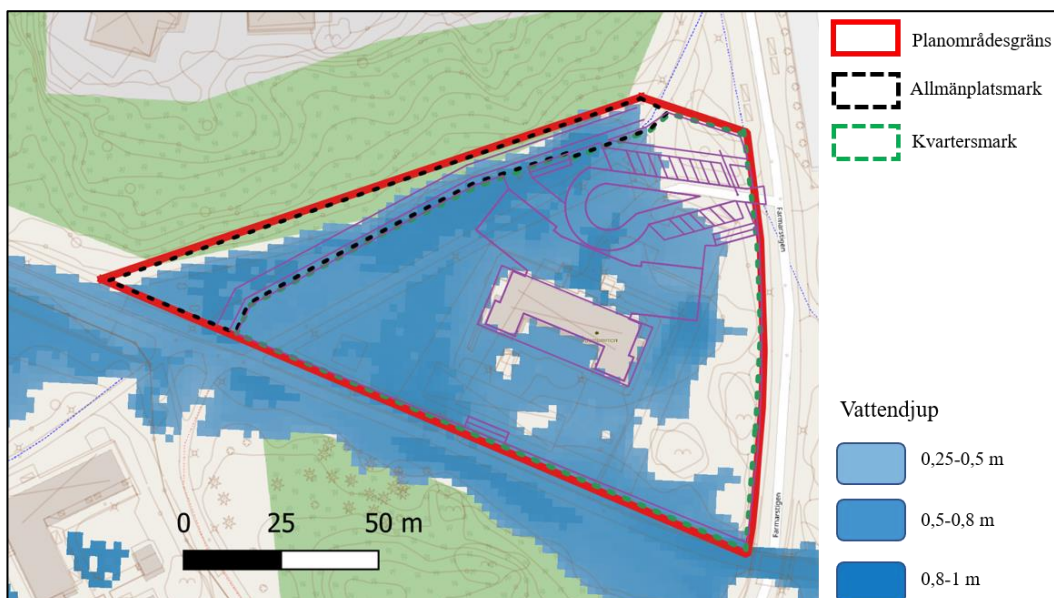 Planområdesgräns
Allmänplatsmark
Kvartersmark
Farmarstigen
Farmarstigen
Vattendjup
0,25-0,5 m
0,5-0,8 m
0,8-1 m
0 25 50 m